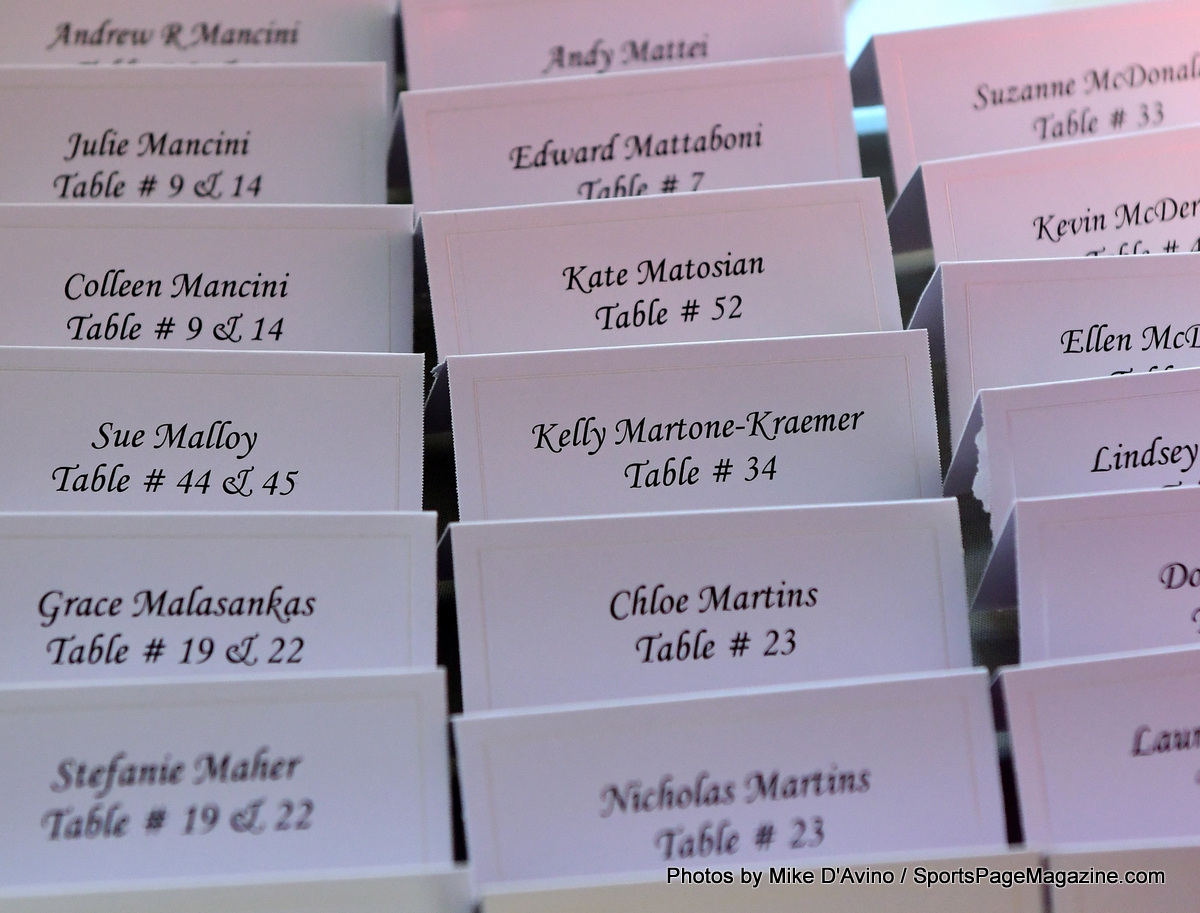 Andrew R Mancini
Julie Mancini
Table # 9 & 14
Colleen Mancini
Table # 9 & 14
Sue Malloy
Table # 44 & 45
Grace Malasankas
Table # 19 & 22
Stefanie Maher
Table # 19 & 22
Andy Mattei
Edward Mattaboni
Table # 7
Kate Matosian
Table # 52
Kelly Martone-Kraemer
Table # 34
Chloe Martins
Table # 23
Nicholas Martins
Table # 23
Suzanne McDonal
Table # 33
Kevin McDer
Ellen McD
Lindsey
Do
Photos by Mike D'Avino / SportsPageMagazine.com